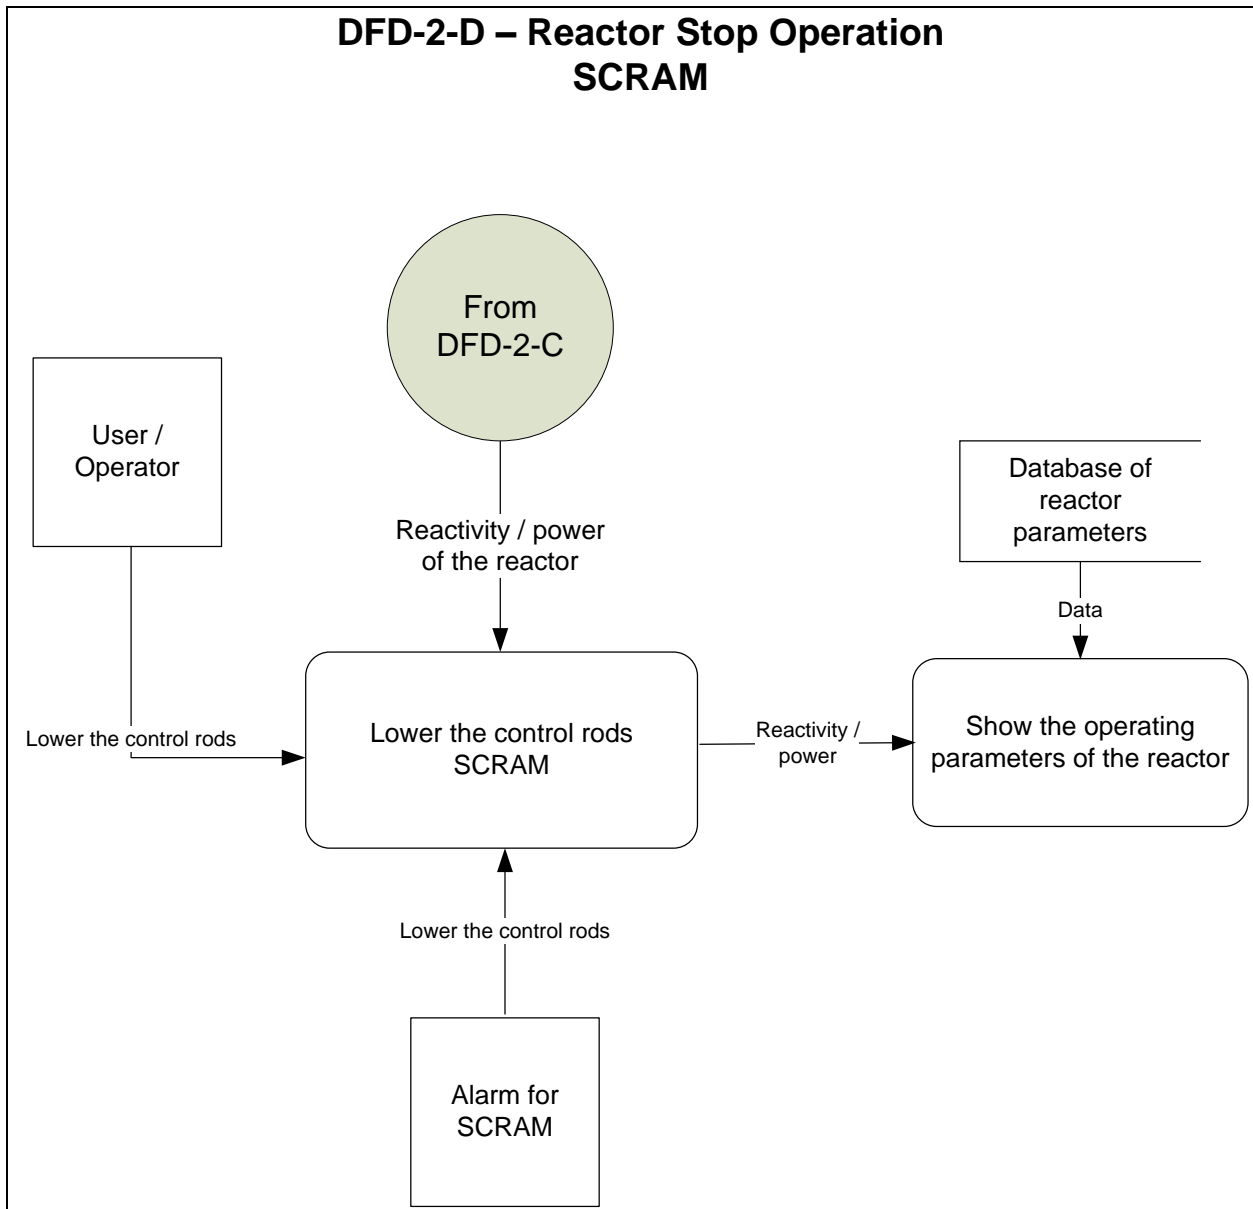 DFD-2-D – Reactor Stop Operation
SCRAM
From
DFD-2-C
User /
Operator
Database of
reactor
parameters
Reactivity / power
of the reactor
Data
Lower the control rods
Lower the control rods
SCRAM
Reactivity /
power
Show the operating
parameters of the reactor
Lower the control rods
Alarm for
SCRAM